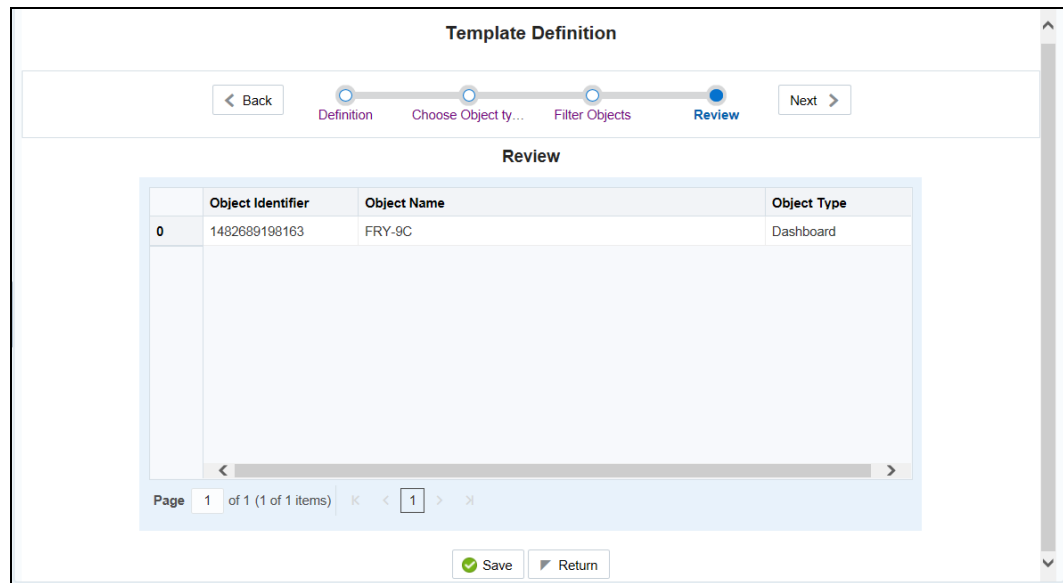 Template Definition
Back
Definition
Choose Object ty...
Filter Objects
Review
Next
Review
Object Identifier Object Name Object Type
0 1482689198163 FRY-9C Dashboard
Page 1 of 1 (1 of 1 items) K < 1 > >|
Save Return